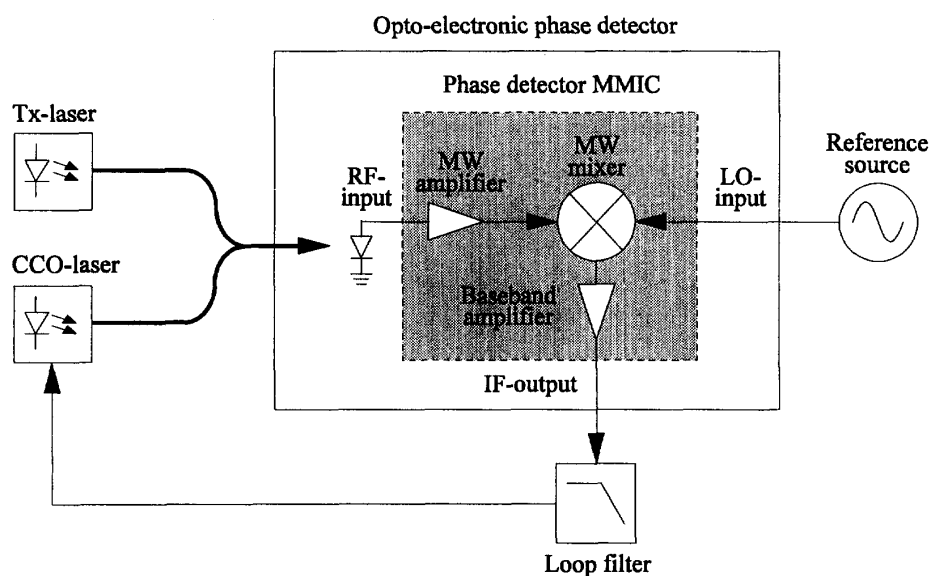 Opto-electronic phase detector
Phase detector MMIC
Tx-laser
MW
amplifier
MW
mixer
RF-
input
LO-
input
Reference
source
CCO-laser
Baseband
amplifier
IF-output
Loop filter